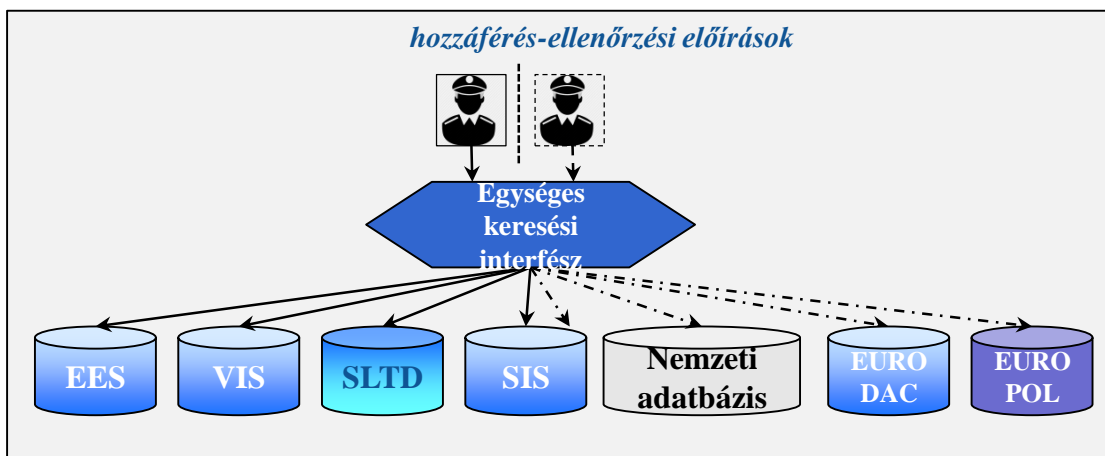 hozzáférés-ellenőrzési előírások
Egységes
keresési
interfész
EES
VIS
SLTD
SIS
Nemzeti
adatbázis
EURO
DAC
EURO
POL